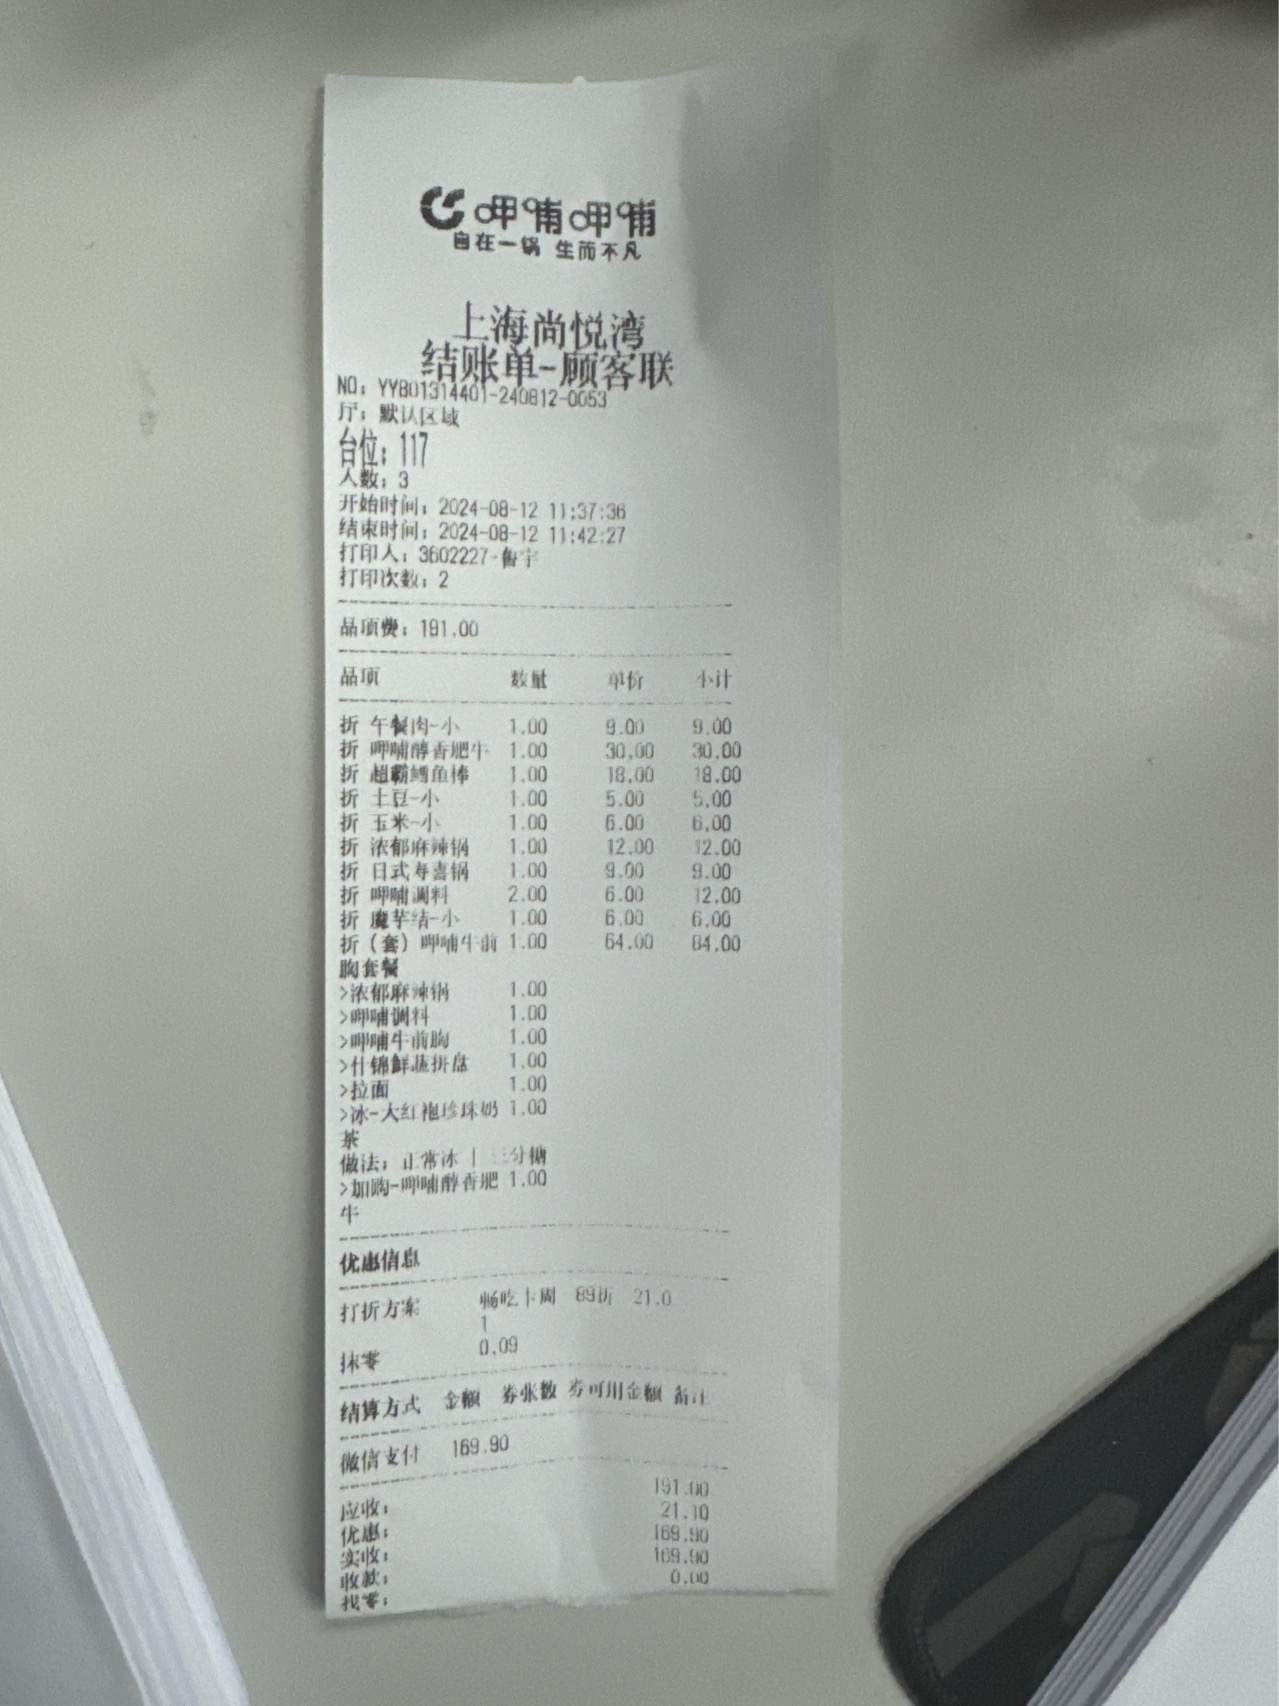 呷哺呷哺
自在一锅 生而不凡
上海尚悦湾
结账单-顾客联
NO: YY801314401-240812-0053
厅: 默认区域
台位: 117
人数: 3
开始时间: 2024-08-12 11:37:36
结束时间: 2024-08-12 11:42:27
打印人: 3602227-鲁宇
打印次数: 2
品项费: 191.00
品项 数量 单价 小计
折 午餐肉-小 1.00 9.00 9.00
折 呷哺醇香肥牛 1.00 30.00 30.00
折 超霸鳕鱼棒 1.00 18.00 18.00
折 土豆-小 1.00 5.00 5.00
折 玉米-小 1.00 6.00 6.00
折 浓郁麻辣锅 1.00 12.00 12.00
折 日式寿喜锅 1.00 9.00 9.00
折 呷哺调料 2.00 6.00 12.00
折 魔芋结-小 1.00 6.00 6.00
折 (套) 呷哺牛前 1.00 64.00 84.00
胸套餐
>浓郁麻辣锅 1.00
>呷哺调料 1.00
>呷哺牛前胸 1.00
>什锦鲜蔬拼盘 1.00
>拉面 1.00
>冰-大红袍珍珠奶 1.00
茶
做法: 正常冰 | 三分糖
>加购-呷哺醇香肥 1.00
牛
优惠信息
打折方案 畅吃卡周 89折 21.0
1
抹零 0.09
结算方式 金额 券张数 券可用金额 备注
微信支付 169.90
应收: 191.00
优惠: 21.10
实收: 169.90
收款: 169.90
找零: 0.00